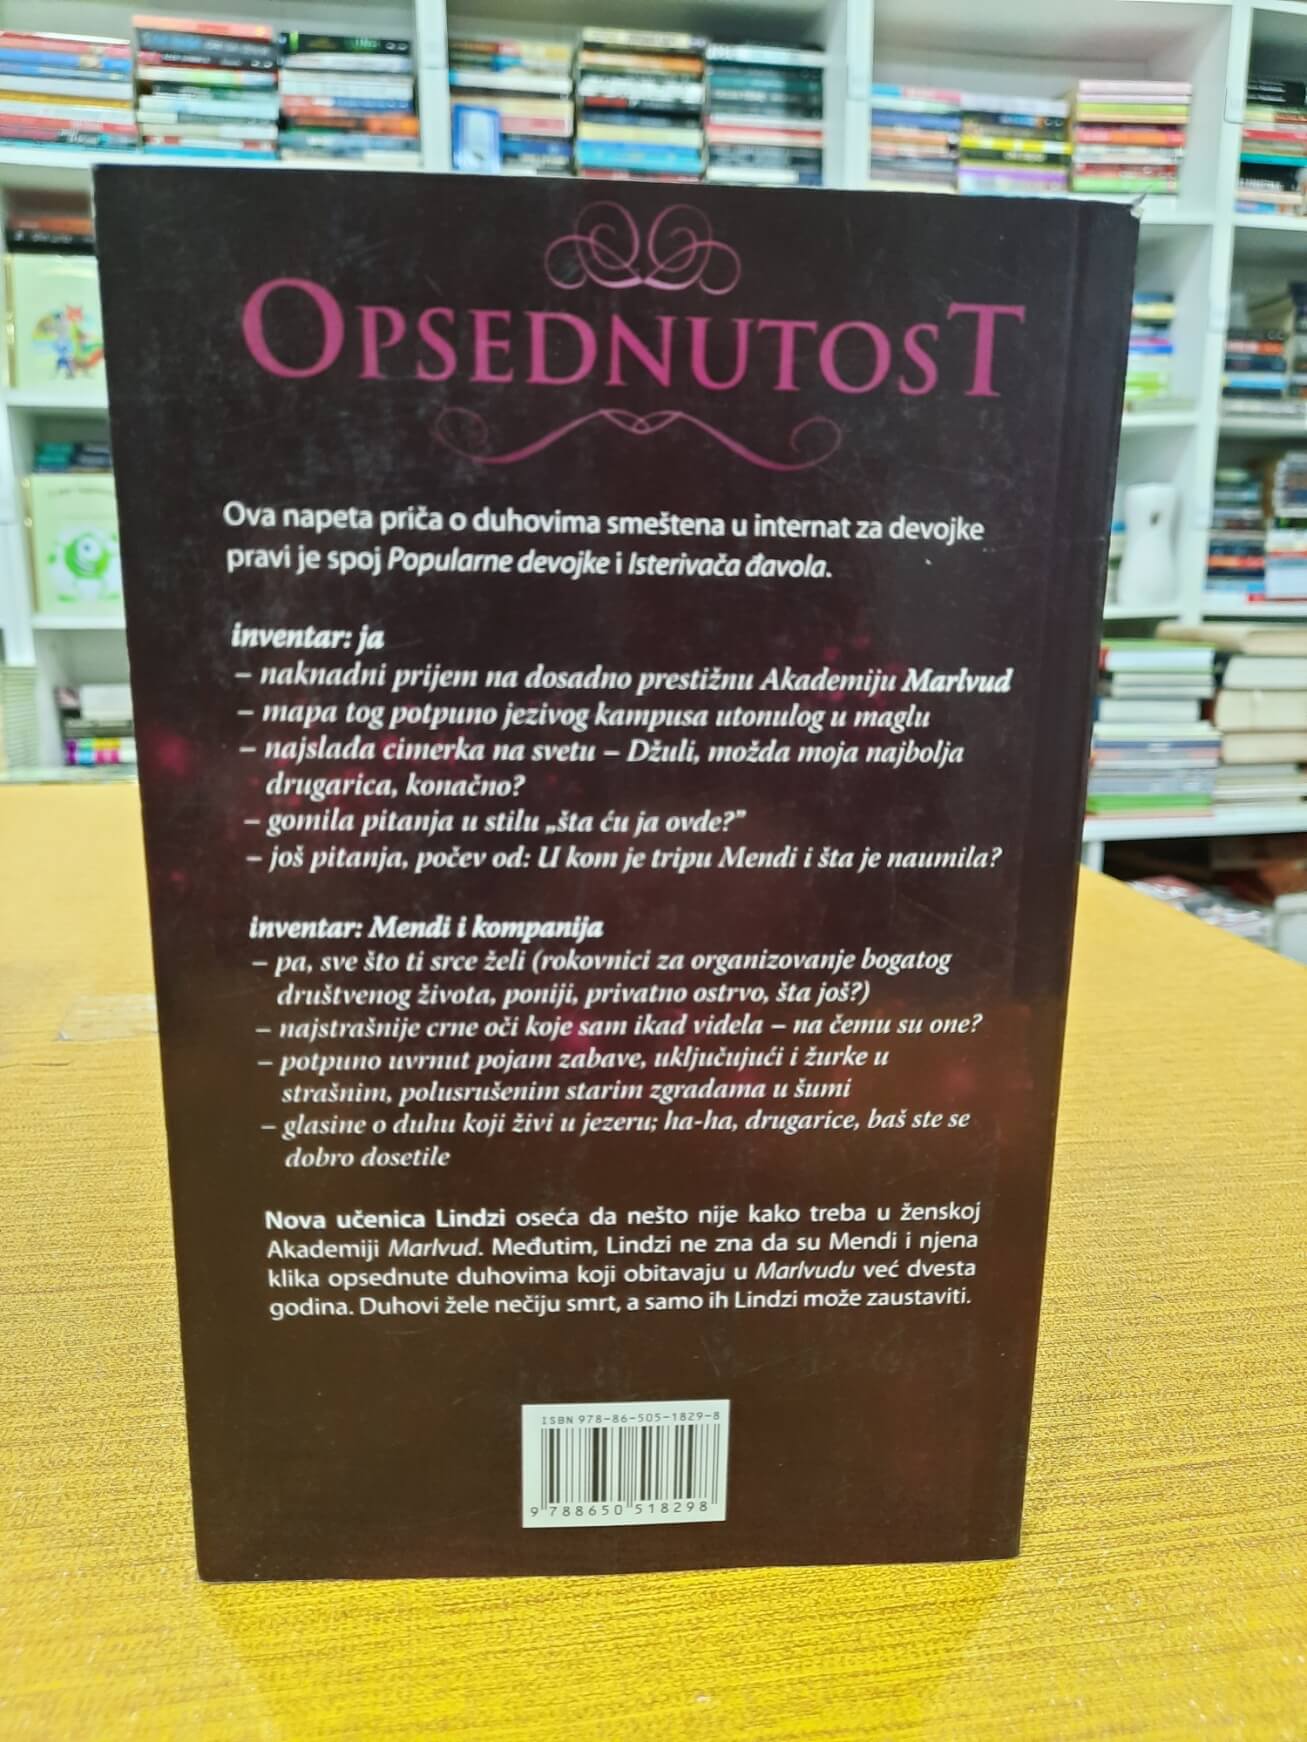 OPSEDNUTOST
Ova napeta priča o duhovima smeštena u internat za devojke
pravi je spoj Popularne devojke i Isterivača đavola.
inventar: ja
– naknadni prijem na dosadno prestižnu Akademiju Marlvud
– mapa tog potpuno jezivog kampusa utonulog u maglu
– najslađa cimerka na svetu – Džuli, možda moja najbolja
drugarica, konačno?
– gomila pitanja u stilu „šta ću ja ovde?”
– još pitanja, počev od: U kom je tripu Mendi i šta je naumila?
inventar: Mendi i kompanija
– pa, sve što ti srce želi (rokovnici za organizovanje bogatog
društvenog života, poniji, privatno ostrvo, šta još?)
– najstrašnije crne oči koje sam ikad videla – na čemu su one?
– potpuno uvrnut pojam zabave, uključujući i žurke u
strašnim, polusrušenim starim zgradama u šumi
– glasine o duhu koji živi u jezeru; ha-ha, drugarice, baš ste se
dobro dosetile
Nova učenica Lindzi oseća da nešto nije kako treba u ženskoj
Akademiji Marlvud. Međutim, Lindzi ne zna da su Mendi i njena
klika opsednute duhovima koji obitavaju u Marlvudu već dvesta
godina. Duhovi žele nečiju smrt, a samo ih Lindzi može zaustaviti.
ISBN 978-86-505-1829-8
9 788650 518298